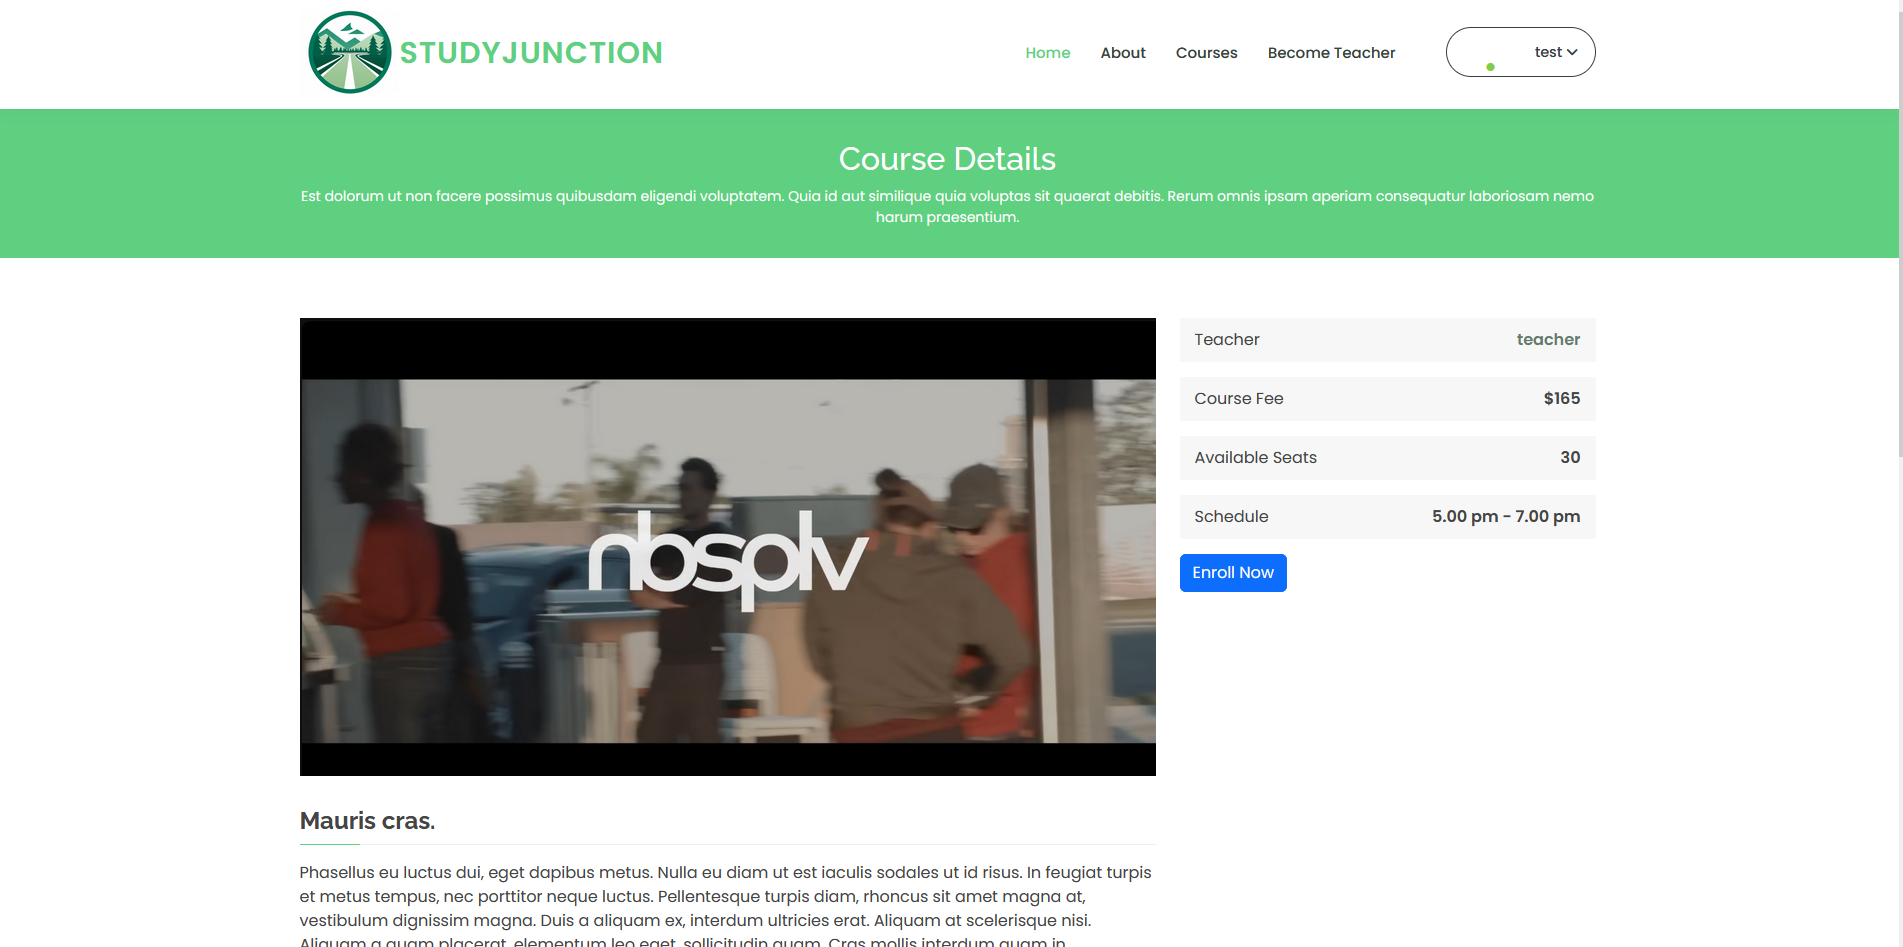 STUDYJUNCTION
Home About Courses Become Teacher test
Course Details
Est dolorum ut non facere possimus quibusdam eligendi voluptatem. Quia id aut similique quia voluptas sit quaerat debitis. Rerum omnis ipsam aperiam consequatur laboriosam nemo
harum praesentium.
nbsplv
Teacher teacher
Course Fee $165
Available Seats 30
Schedule 5.00 pm - 7.00 pm
Enroll Now
Mauris cras.
Phasellus eu luctus dui, eget dapibus metus. Nulla eu diam ut est iaculis sodales ut id risus. In feugiat turpis
et metus tempus, nec porttitor neque luctus. Pellentesque turpis diam, rhoncus sit amet magna at,
vestibulum dignissim magna. Duis a aliquam ex, interdum ultricies erat. Aliquam at scelerisque nisi.
Aliquam a quam placerat, elementum leo eget, sollicitudin quam. Cras mollis interdum quam in